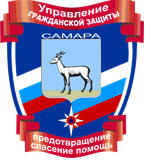 Управление
ГРАЖДАНСКОЙ ЗАЩИТЫ
САМАРА
предотвращение
спасение помощь